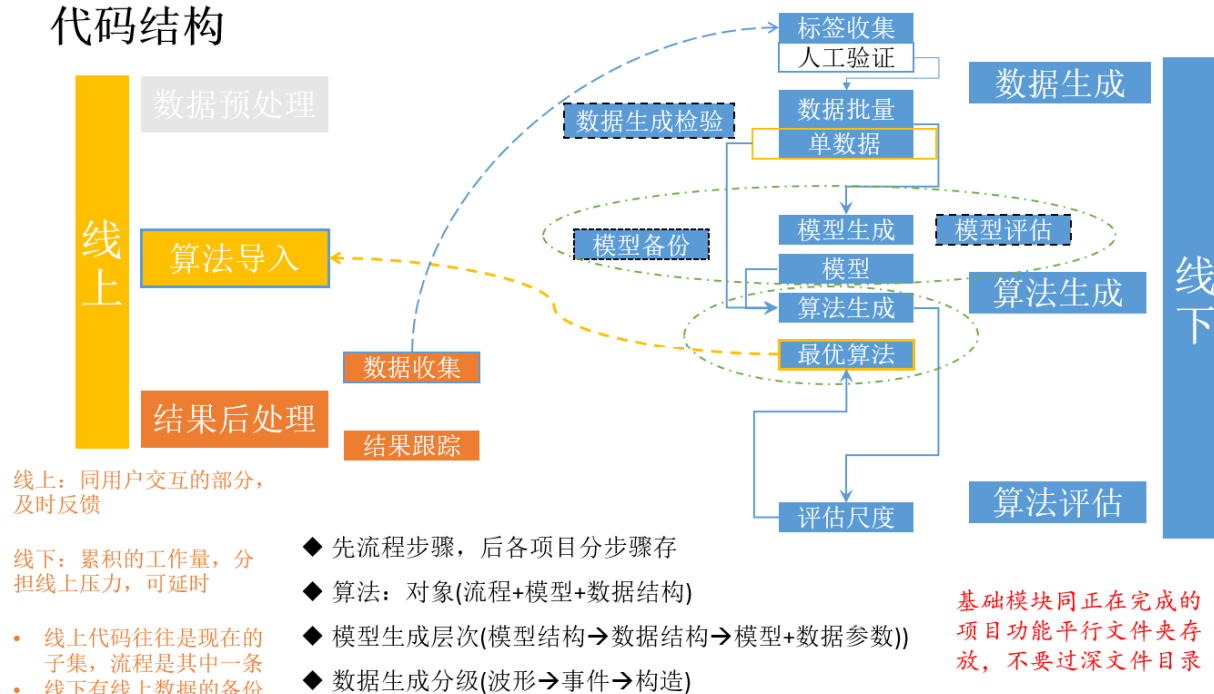 代码结构
标签收集
人工验证
数据生成
数据预处理
数据批量
数据生成检验
单数据
线上
线下
模型生成
模型评估
模型备份
算法导入
模型
算法生成
算法生成
最优算法
数据收集
结果后处理
结果跟踪
算法评估
评估尺度
线上：同用户交互的部分，
及时反馈
线下：累积的工作量，分
担线上压力，可延时
• 线上代码往往是现在的
子集，流程是其中一条
• 线下有线上数据的备份
◆ 先流程步骤，后各项目分步骤存
◆ 算法：对象(流程+模型+数据结构)
◆ 模型生成层次(模型结构→数据结构→模型+数据参数))
◆ 数据生成分级(波形→事件→构造)
基础模块同正在完成的
项目功能平行文件夹存
放，不要过深文件目录